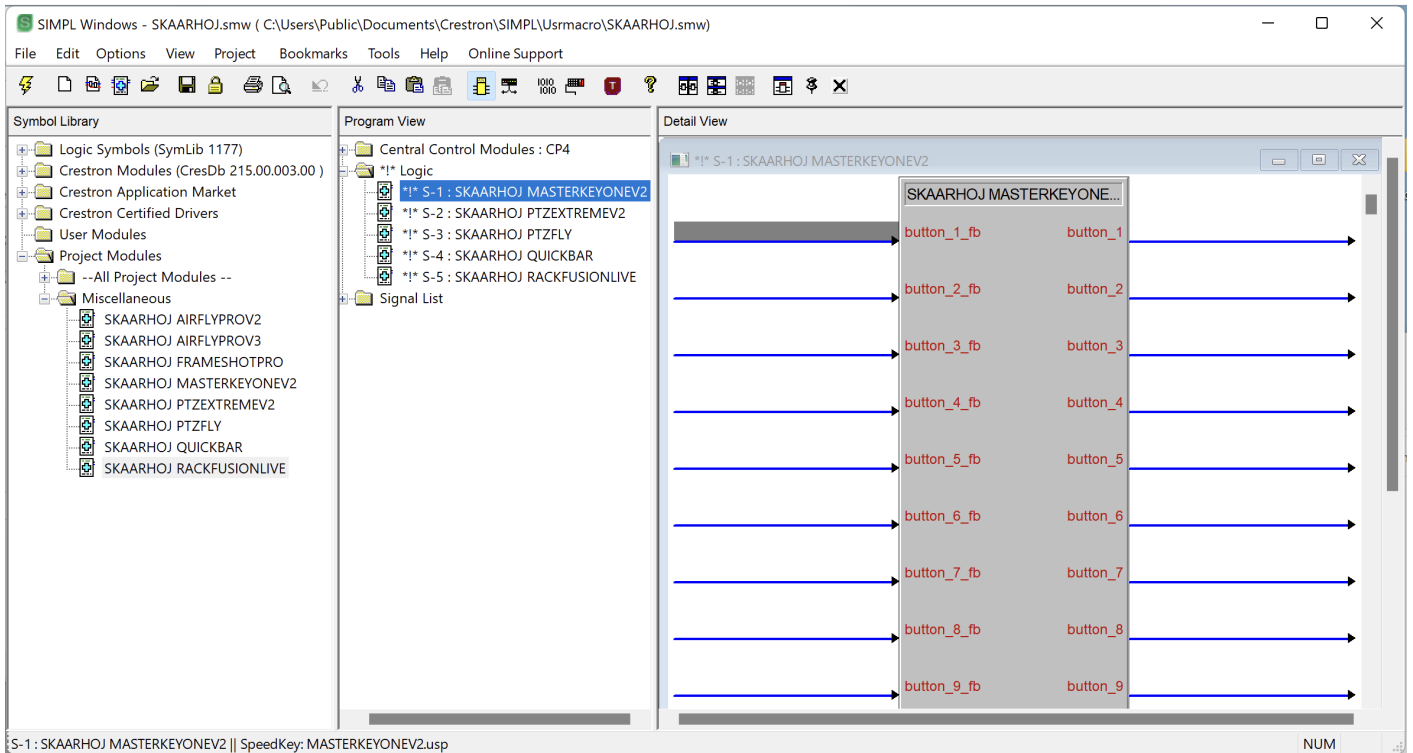 SIMPL Windows - SKAARHOJ.smw ( C:\Users\Public\Documents\Crestron\SIMPL\Usrmacro\SKAARHOJ.smw)
File Edit Options View Project Bookmarks Tools Help Online Support
Symbol Library
Logic Symbols (SymLib 1177)
Crestron Modules (CresDb 215.00.003.00 )
Crestron Application Market
Crestron Certified Drivers
User Modules
Project Modules
--All Project Modules --
Miscellaneous
SKAARHOJ AIRFLYPROV2
SKAARHOJ AIRFLYPROV3
SKAARHOJ FRAMESHOTPRO
SKAARHOJ MASTERKEYONEV2
SKAARHOJ PTZEXTREMEV2
SKAARHOJ PTZFLY
SKAARHOJ QUICKBAR
SKAARHOJ RACKFUSIONLIVE
Program View
Central Control Modules : CP4
*!* Logic
*!* S-1 : SKAARHOJ MASTERKEYONEV2
*!* S-2 : SKAARHOJ PTZEXTREMEV2
*!* S-3 : SKAARHOJ PTZFLY
*!* S-4 : SKAARHOJ QUICKBAR
*!* S-5 : SKAARHOJ RACKFUSIONLIVE
Signal List
Detail View
*!* S-1 : SKAARHOJ MASTERKEYONEV2
SKAARHOJ MASTERKEYONE...
button_1_fb button_1
button_2_fb button_2
button_3_fb button_3
button_4_fb button_4
button_5_fb button_5
button_6_fb button_6
button_7_fb button_7
button_8_fb button_8
button_9_fb button_9
S-1 : SKAARHOJ MASTERKEYONEV2 || SpeedKey: MASTERKEYONEV2.usp
NUM